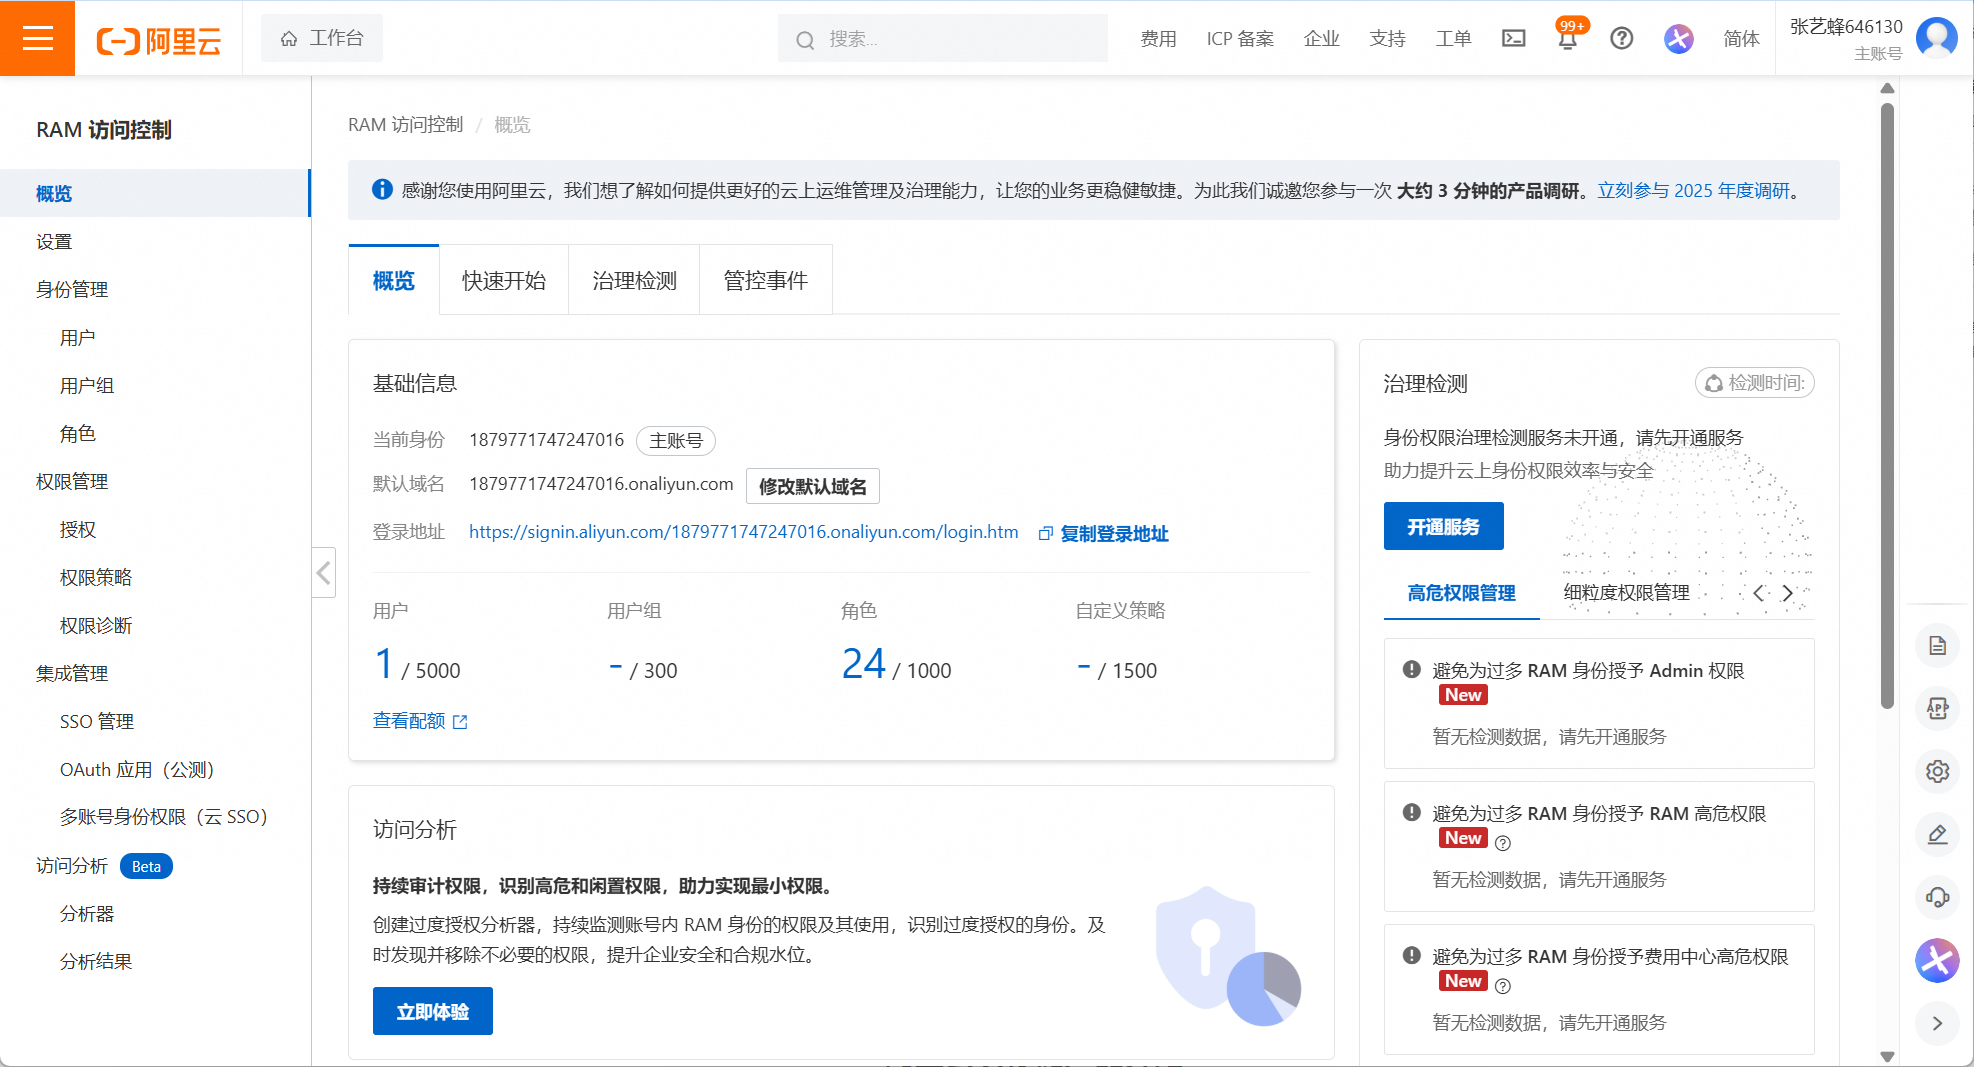 阿里云
工作台
搜索...
费用
ICP 备案
企业
支持
工单
99+
简体
张艺蜂646130
主账号
RAM 访问控制
概览
设置
身份管理
用户
用户组
角色
权限管理
授权
权限策略
权限诊断
集成管理
SSO 管理
OAuth 应用（公测）
多账号身份权限（云 SSO）
访问分析 Beta
分析器
分析结果
RAM 访问控制 / 概览
感谢您使用阿里云，我们想了解如何提供更好的云上运维管理及治理能力，让您的业务更稳健敏捷。为此我们诚邀您参与一次 大约 3 分钟的产品调研。立刻参与 2025 年度调研。
概览
快速开始
治理检测
管控事件
基础信息
当前身份 1879771747247016 主账号
默认域名 1879771747247016.onaliyun.com 修改默认域名
登录地址 https://signin.aliyun.com/1879771747247016.onaliyun.com/login.htm 复制登录地址
用户 用户组 角色 自定义策略
1 / 5000 - / 300 24 / 1000 - / 1500
查看配额
访问分析
持续审计权限，识别高危和闲置权限，助力实现最小权限。
创建过度授权分析器，持续监测账号内 RAM 身份的权限及其使用，识别过度授权的身份。及
时发现并移除不必要的权限，提升企业安全和合规水位。
立即体验
治理检测
检测时间:
身份权限治理检测服务未开通，请先开通服务
助力提升云上身份权限效率与安全
开通服务
高危权限管理
细粒度权限管理
避免为过多 RAM 身份授予 Admin 权限
New
暂无检测数据，请先开通服务
避免为过多 RAM 身份授予 RAM 高危权限
New
暂无检测数据，请先开通服务
避免为过多 RAM 身份授予费用中心高危权限
New
暂无检测数据，请先开通服务
APP